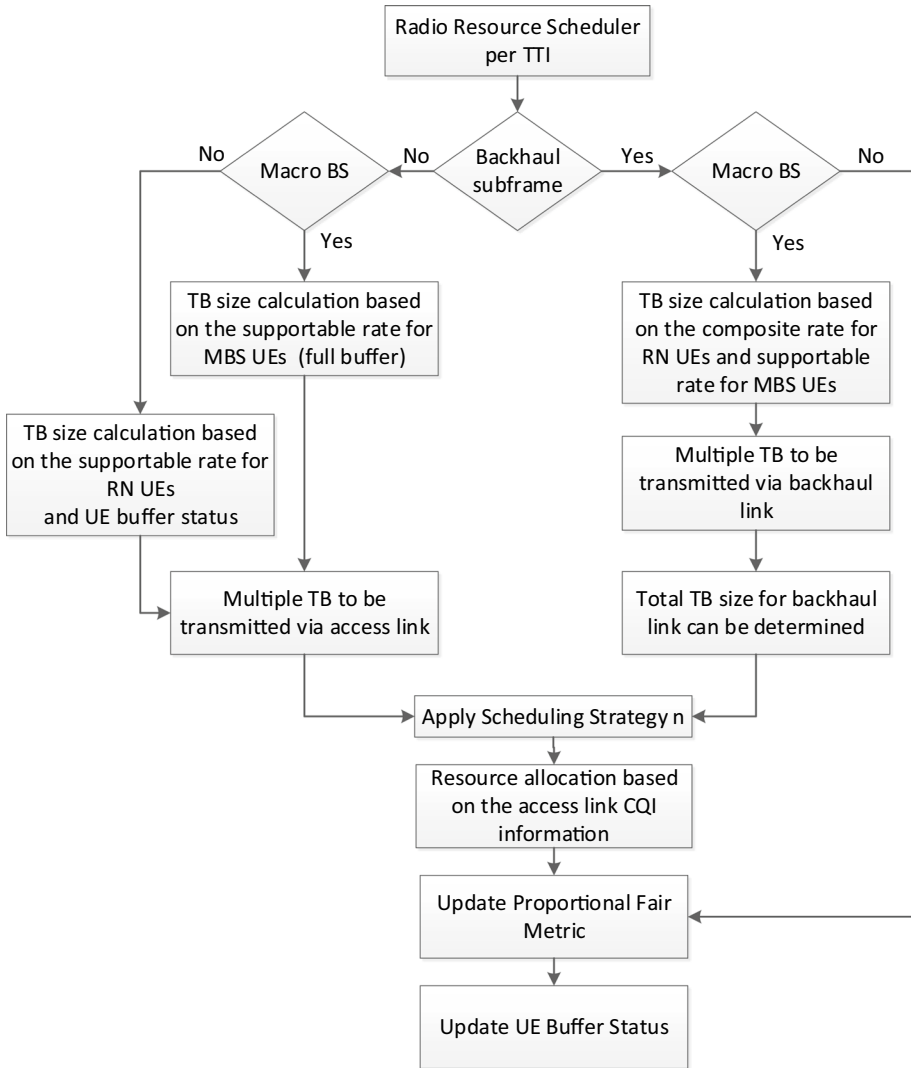 Radio Resource Scheduler
per TTI
No
Macro BS
No
Backhaul
subframe
Yes
Macro BS
No
Yes
Yes
TB size calculation based
on the supportable rate for
MBS UEs (full buffer)
TB size calculation based
on the composite rate for
RN UEs and supportable
rate for MBS UEs
TB size calculation based
on the supportable rate for
RN UEs
and UE buffer status
Multiple TB to be
transmitted via backhaul
link
Multiple TB to be
transmitted via access link
Total TB size for backhaul
link can be determined
Apply Scheduling Strategy n
Resource allocation based
on the access link CQI
information
Update Proportional Fair
Metric
Update UE Buffer Status